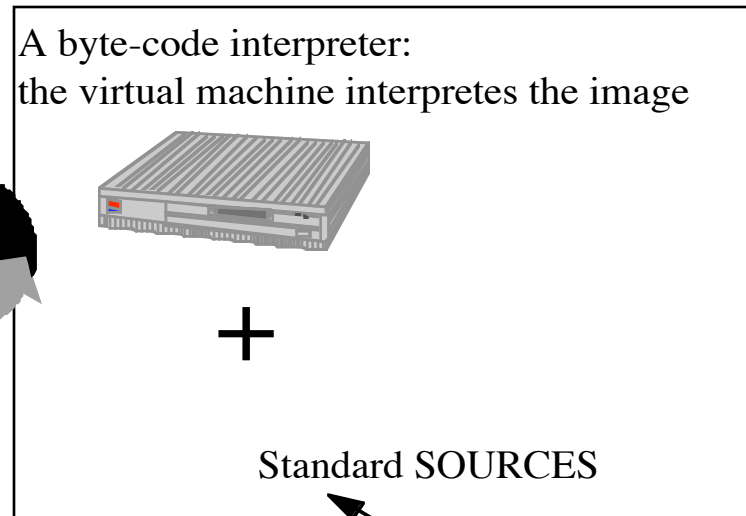 A byte-code interpreter:
the virtual machine interpretes the image
+
Standard SOURCES